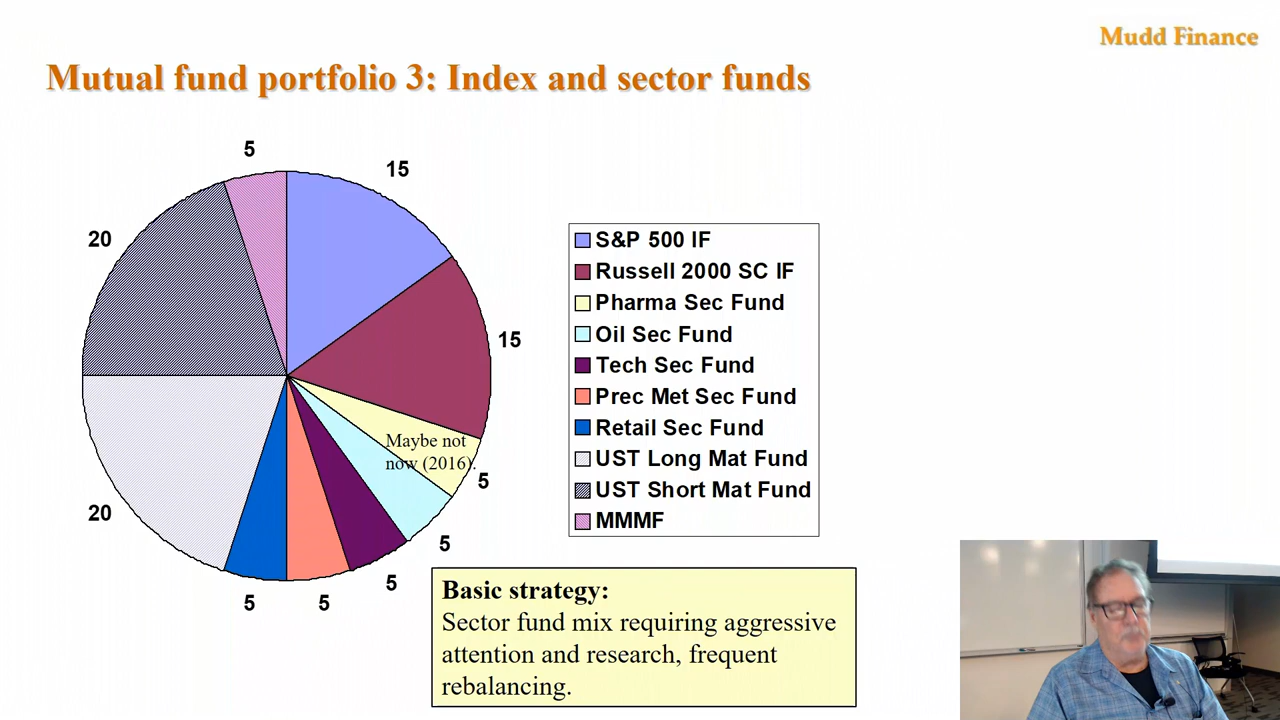 Mudd Finance
Mutual fund portfolio 3: Index and sector funds
5
15
20
15
S&P 500 IF
Russell 2000 SC IF
Pharma Sec Fund
Oil Sec Fund
Tech Sec Fund
Prec Met Sec Fund
Retail Sec Fund
UST Long Mat Fund
UST Short Mat Fund
MMMF
Maybe not
now (2016).
5
20
5
5
5
5
Basic strategy:
Sector fund mix requiring aggressive
attention and research, frequent
rebalancing.